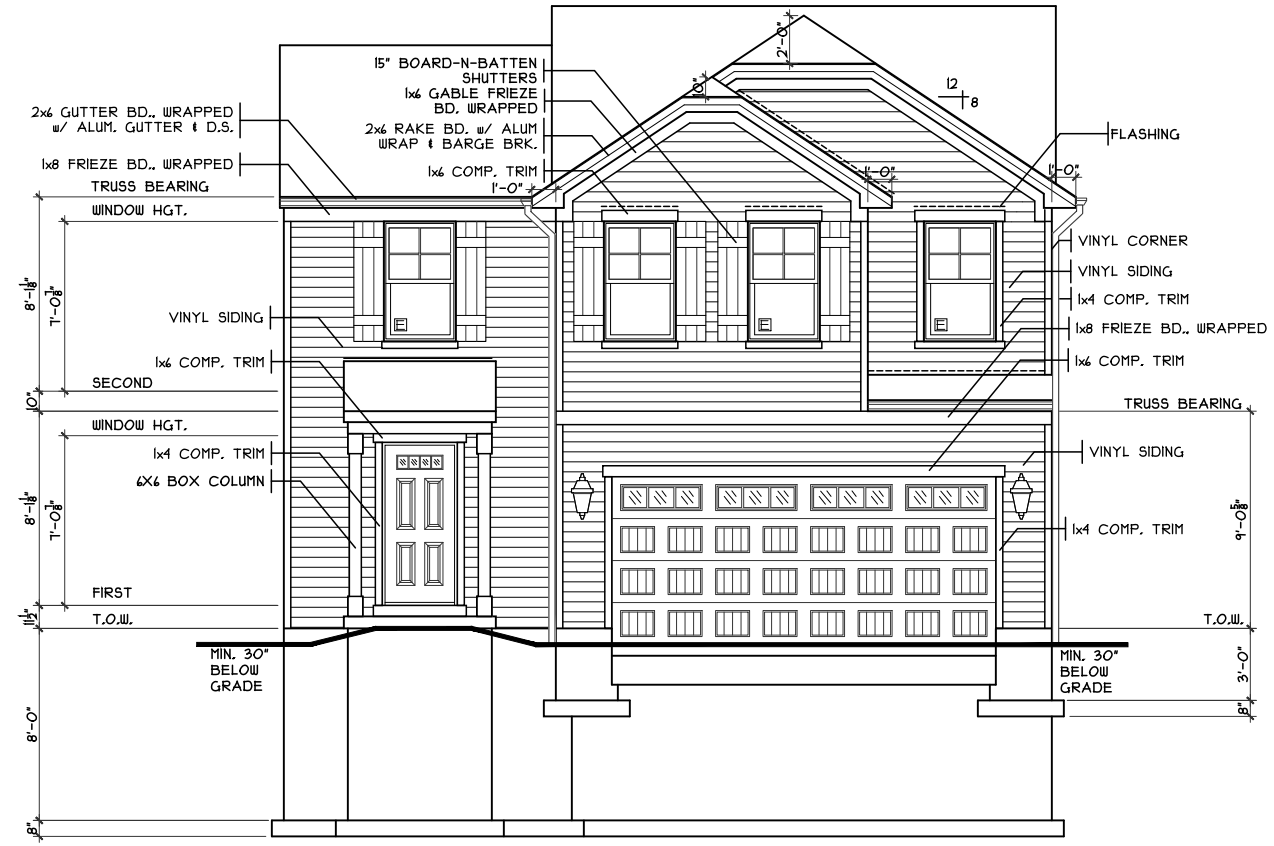 2'-0"
15" BOARD-N-BATTEN
SHUTTERS
1x6 GABLE FRIEZE
BD. WRAPPED
10"
12
8
2x6 GUTTER BD., WRAPPED
w/ ALUM. GUTTER & D.S.
2x6 RAKE BD. w/ ALUM
WRAP & BARGE BRK.
FLASHING
1x8 FRIEZE BD., WRAPPED
1x6 COMP. TRIM
1'-0"
1'-0"
1'-0"
TRUSS BEARING
WINDOW HGT.
VINYL CORNER
VINYL SIDING
1x4 COMP. TRIM
8'-1 1/8"
7'-0 7/8"
VINYL SIDING
E
E
E
1x8 FRIEZE BD., WRAPPED
1x6 COMP. TRIM
1x6 COMP. TRIM
SECOND
10"
TRUSS BEARING
WINDOW HGT.
1x4 COMP. TRIM
VINYL SIDING
6X6 BOX COLUMN
8'-1 1/8"
7'-0 7/8"
9'-0 5/8"
1x4 COMP. TRIM
FIRST
11 1/2"
T.O.W.
T.O.W.
MIN. 30"
BELOW
GRADE
MIN. 30"
BELOW
GRADE
3'-0"
8"
8'-0"
8"